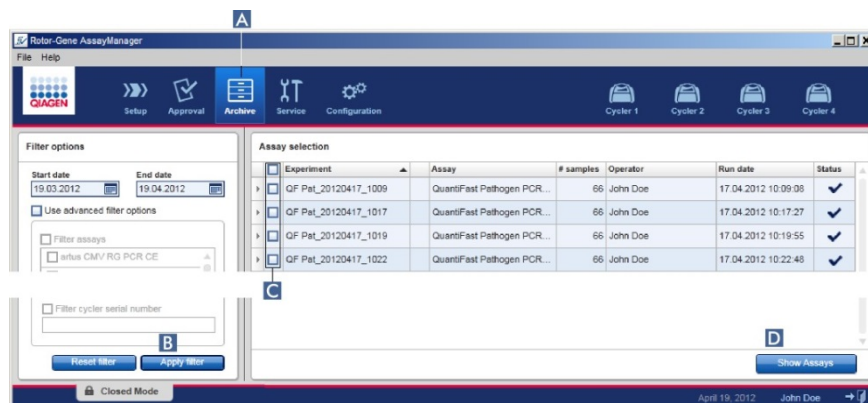 A
Rotor-Gene AssayManager
File Help
QIAGEN
Setup Approval Archive Service Configuration Cycler 1 Cycler 2 Cycler 3 Cycler 4
Filter options
Start date End date
19.03.2012 19.04.2012
Use advanced filter options
Filter assays
artus CMV RG PCR CE
Filter cycler serial number
B
Reset filter Apply filter
Assay selection
Experiment Assay # samples Operator Run date Status
QF Pat_20120417_1009 QuantiFast Pathogen PCR... 66 John Doe 17.04.2012 10:09:08
QF Pat_20120417_1017 QuantiFast Pathogen PCR... 66 John Doe 17.04.2012 10:17:27
QF Pat_20120417_1019 QuantiFast Pathogen PCR... 66 John Doe 17.04.2012 10:19:55
QF Pat_20120417_1022 QuantiFast Pathogen PCR... 66 John Doe 17.04.2012 10:22:48
C
D
Show Assays
Closed Mode
April 19, 2012 John Doe